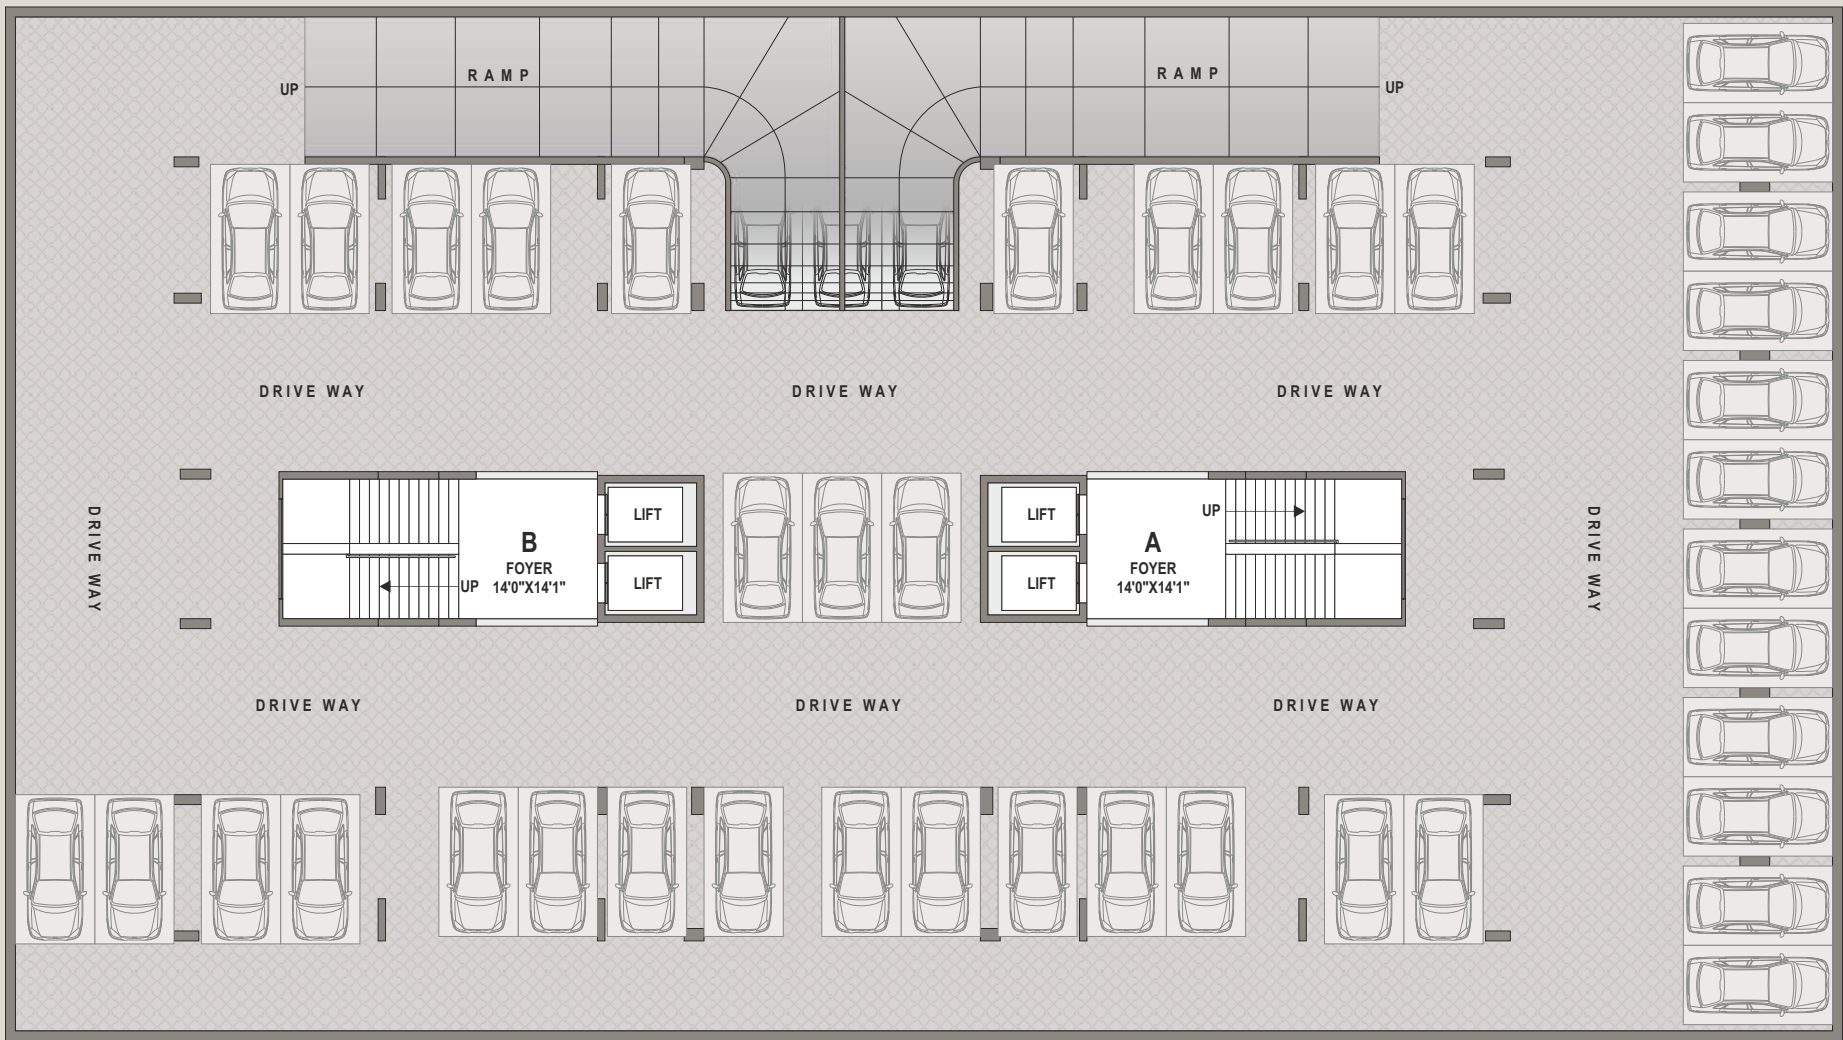 RAMP
RAMP
UP
UP
DRIVE WAY
DRIVE WAY
DRIVE WAY
DRIVE WAY
UP
B
FOYER
14'0"X14'1"
LIFT
LIFT
LIFT
LIFT
A
FOYER
14'0"X14'1"
UP
DRIVE WAY
DRIVE WAY
DRIVE WAY
DRIVE WAY